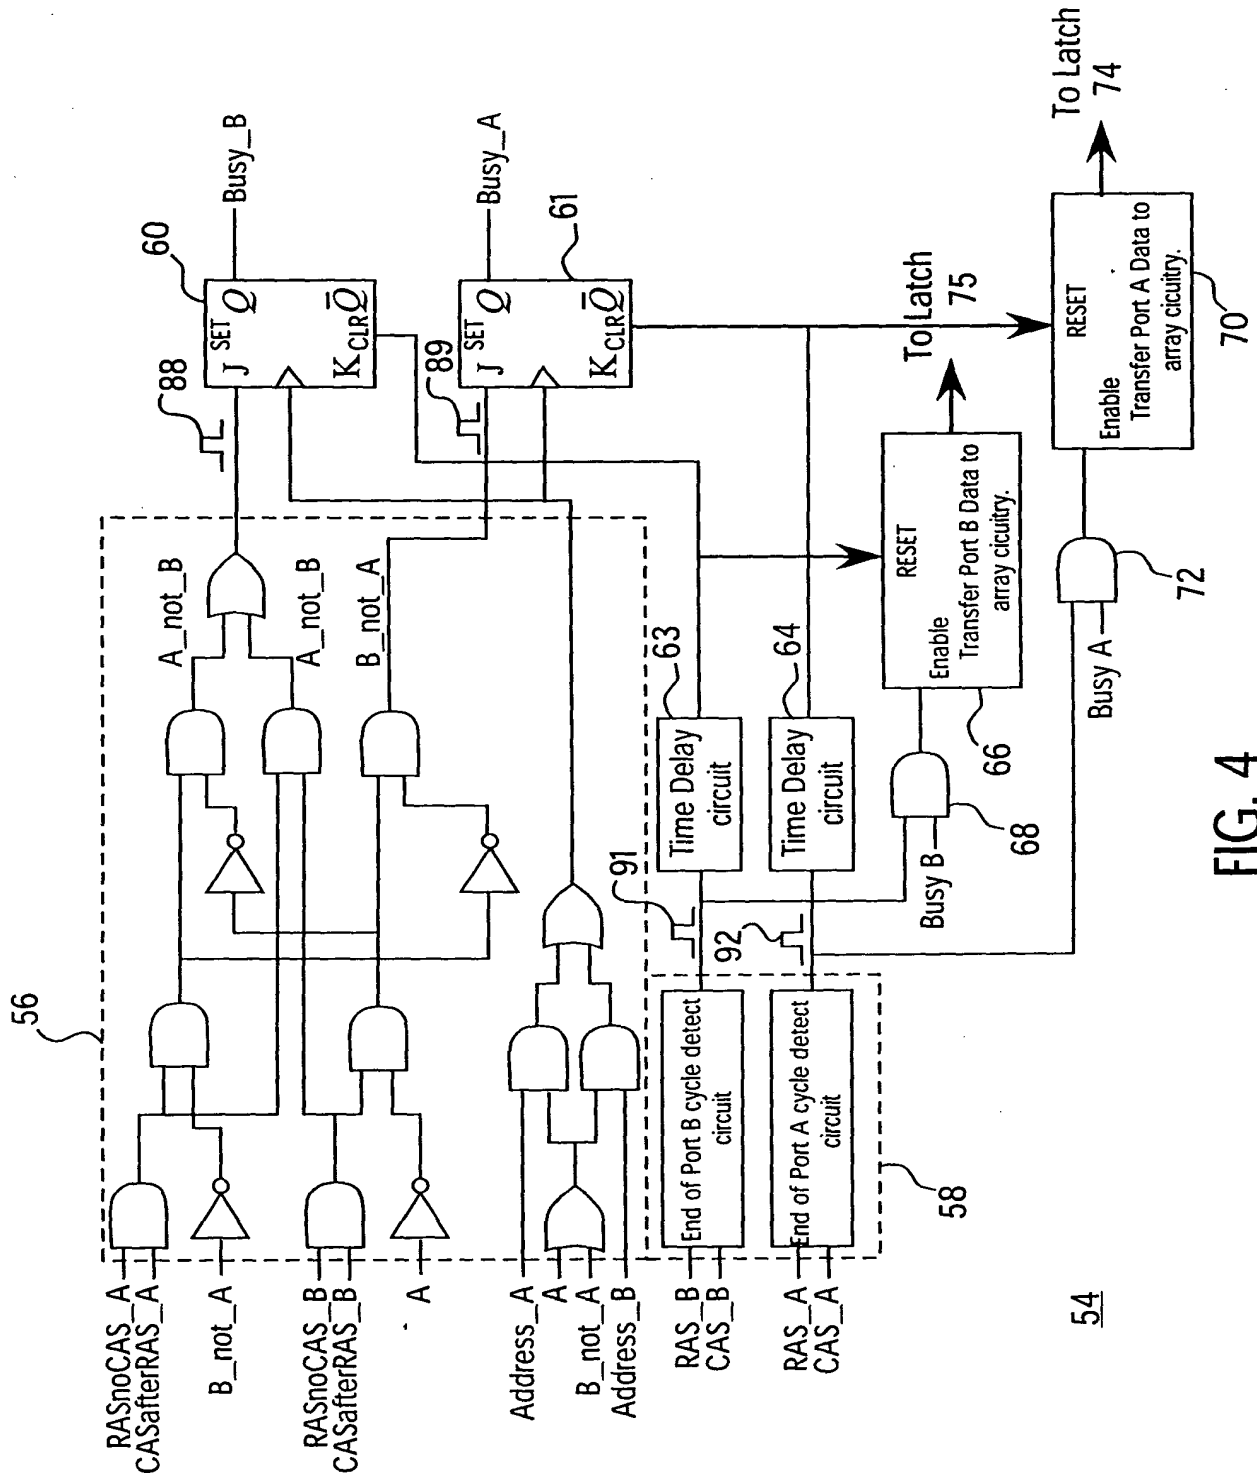 56
RASnoCAS_A
CASafterRAS_A
B_not_A
RASnoCAS_B
CASafterRAS_B
A
Address_A
A
B_not_A
Address_B
A_not_B
A_not_B
B_not_A
88
60
J
SET
Q
K
CLR
Q̅
Busy_B
89
61
J
SET
Q
K
CLR
Q̅
Busy_A
RAS_B
CAS_B
End of Port B cycle detect
circuit
91
Time Delay
circuit
63
RAS_A
CAS_A
End of Port A cycle detect
circuit
92
Time Delay
circuit
64
58
Busy B
68
RESET
Enable
Transfer Port B Data to
array cicuitry.
66
To Latch
75
Busy A
72
RESET
Enable
Transfer Port A Data to
array cicuitry.
70
To Latch
74
54
FIG. 4